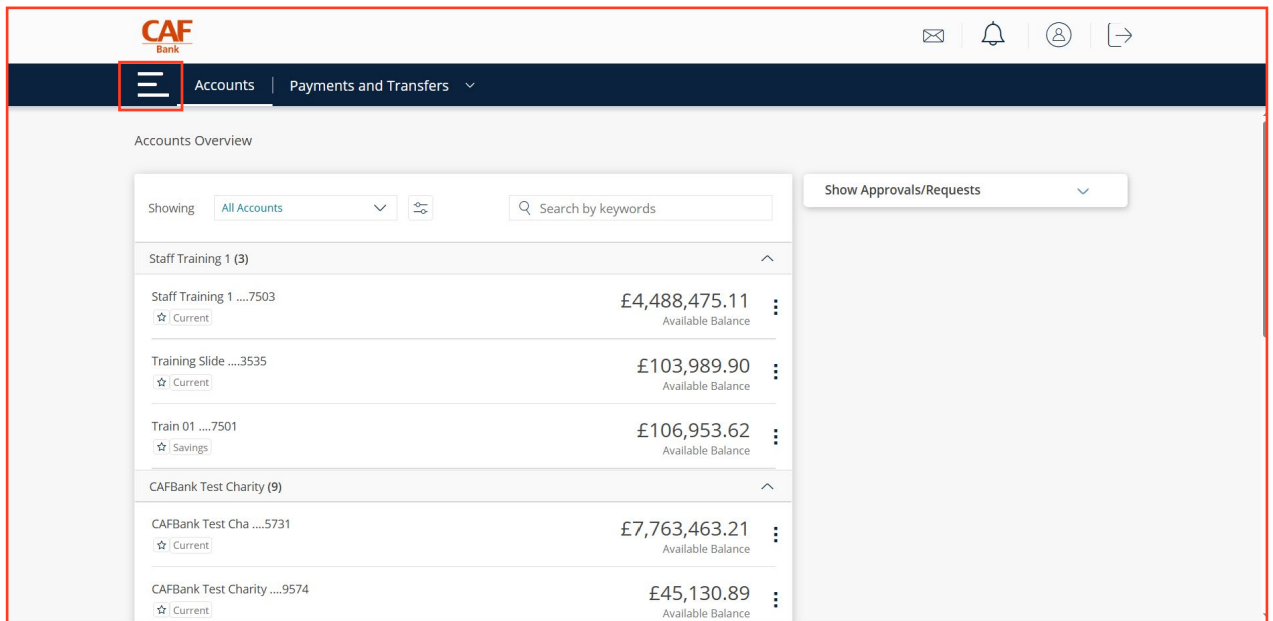 CAF
Bank
Accounts
Payments and Transfers
Accounts Overview
Showing
All Accounts
Search by keywords
Show Approvals/Requests
Staff Training 1 (3)
Staff Training 1 ....7503
£4,488,475.11
Current
Available Balance
Training Slide ....3535
£103,989.90
Current
Available Balance
Train 01 ....7501
£106,953.62
Savings
Available Balance
CAFBank Test Charity (9)
CAFBank Test Cha ....5731
£7,763,463.21
Current
Available Balance
CAFBank Test Charity ....9574
£45,130.89
Current
Available Balance